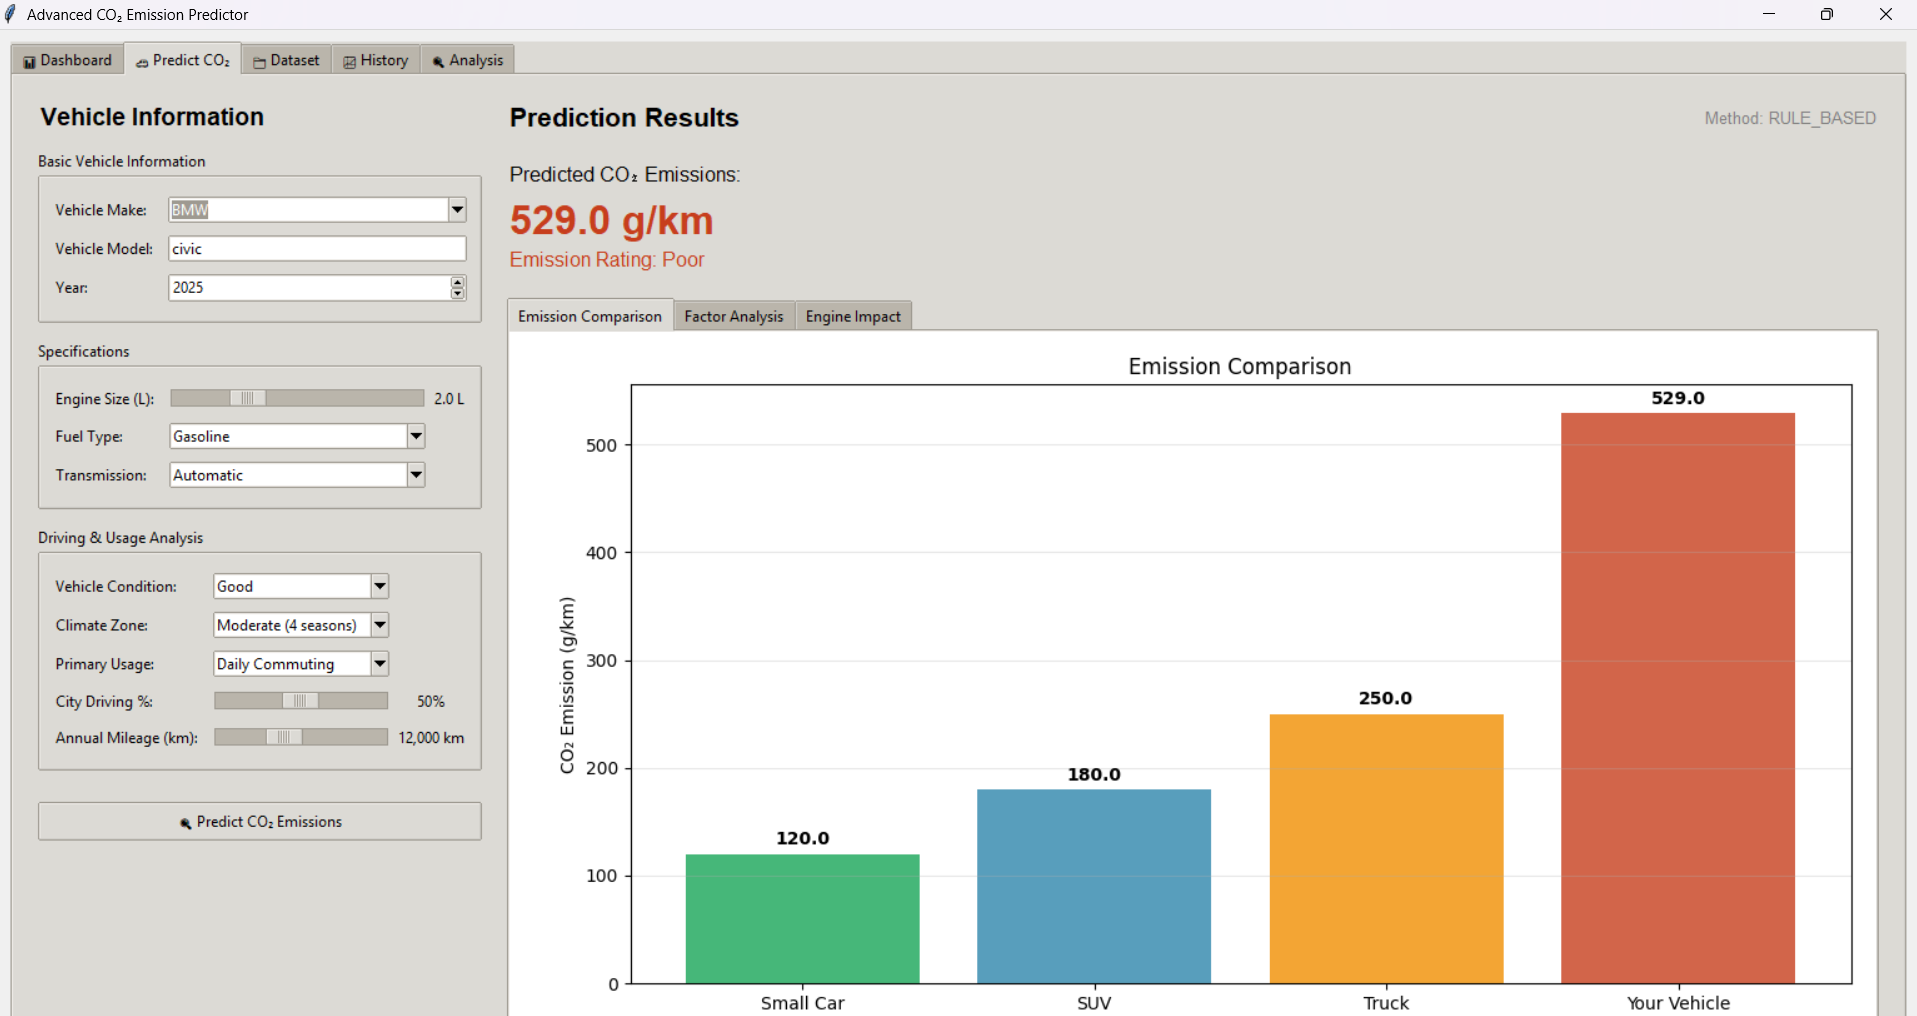 Advanced CO₂ Emission Predictor
Dashboard
Predict CO₂
Dataset
History
Analysis
Vehicle Information
Basic Vehicle Information
Vehicle Make: BMW
Vehicle Model: civic
Year: 2025
Specifications
Engine Size (L): 2.0 L
Fuel Type: Gasoline
Transmission: Automatic
Driving & Usage Analysis
Vehicle Condition: Good
Climate Zone: Moderate (4 seasons)
Primary Usage: Daily Commuting
City Driving %: 50%
Annual Mileage (km): 12,000 km
Predict CO₂ Emissions
Prediction Results
Method: RULE_BASED
Predicted CO₂ Emissions:
529.0 g/km
Emission Rating: Poor
Emission Comparison
Factor Analysis
Engine Impact
Emission Comparison
CO₂ Emission (g/km)
500
400
300
200
100
0
120.0
180.0
250.0
529.0
Small Car
SUV
Truck
Your Vehicle